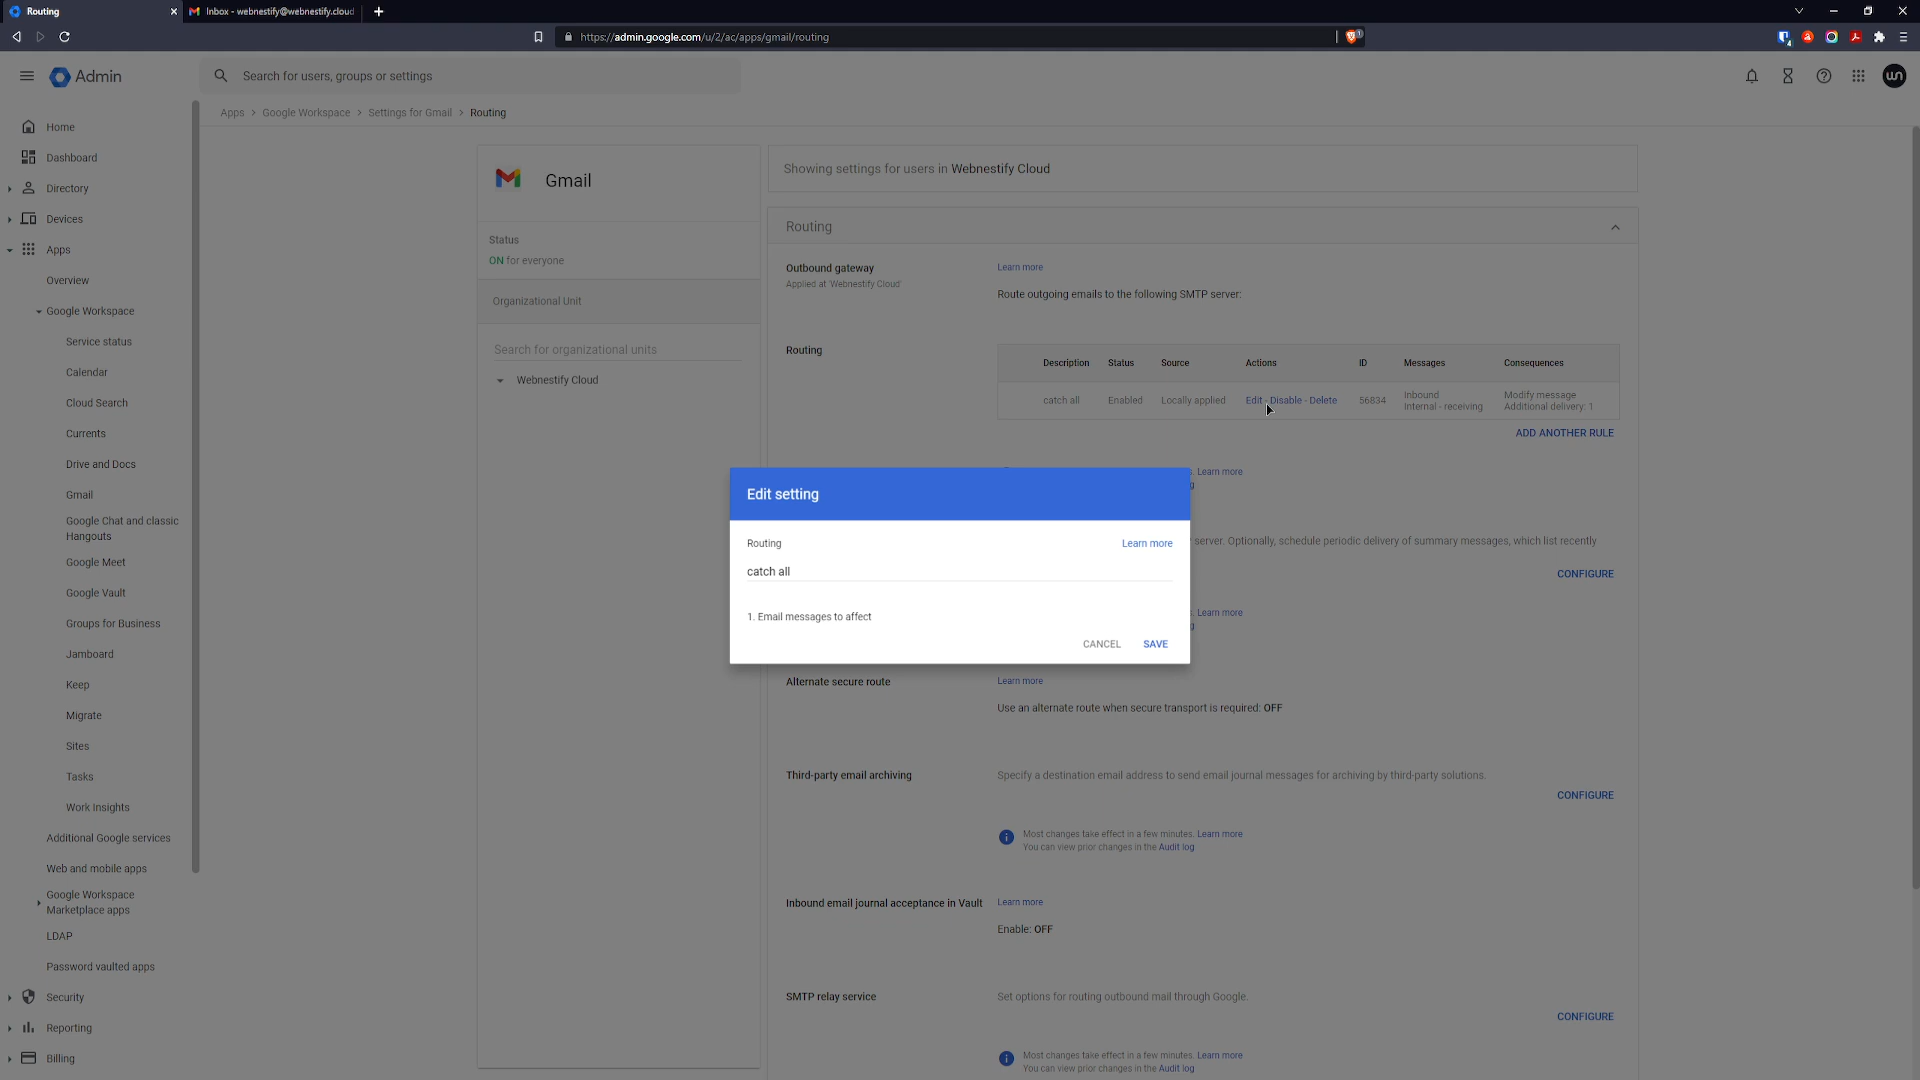 Routing
Inbox - webnestify@webnestify.cloud
https://admin.google.com/u/2/ac/apps/gmail/routing
Admin
Search for users, groups or settings
Apps > Google Workspace > Settings for Gmail > Routing
Home
Dashboard
Directory
Devices
Apps
Overview
Google Workspace
Service status
Calendar
Cloud Search
Currents
Drive and Docs
Gmail
Google Chat and classic
Hangouts
Google Meet
Google Vault
Groups for Business
Jamboard
Keep
Migrate
Sites
Tasks
Work Insights
Additional Google services
Web and mobile apps
Google Workspace
Marketplace apps
LDAP
Password vaulted apps
Security
Reporting
Billing
Gmail
Status
ON for everyone
Organizational Unit
Search for organizational units
Webnestify Cloud
Showing settings for users in Webnestify Cloud
Routing
Outbound gateway
Applied at 'Webnestify Cloud'
Learn more
Route outgoing emails to the following SMTP server:
Routing
Description Status Source Actions ID Messages Consequences
catch all Enabled Locally applied Edit - Disable - Delete 56834 Inbound Internal - receiving Modify message Additional delivery: 1
ADD ANOTHER RULE
Learn more
server. Optionally, schedule periodic delivery of summary messages, which list recently
CONFIGURE
Learn more
Edit setting
Routing
Learn more
catch all
1. Email messages to affect
CANCEL SAVE
Alternate secure route
Learn more
Use an alternate route when secure transport is required: OFF
Third-party email archiving
Specify a destination email address to send email journal messages for archiving by third-party solutions.
CONFIGURE
Most changes take effect in a few minutes. Learn more
You can view prior changes in the Audit log
Inbound email journal acceptance in Vault
Learn more
Enable: OFF
SMTP relay service
Set options for routing outbound mail through Google.
CONFIGURE
Most changes take effect in a few minutes. Learn more
You can view prior changes in the Audit log